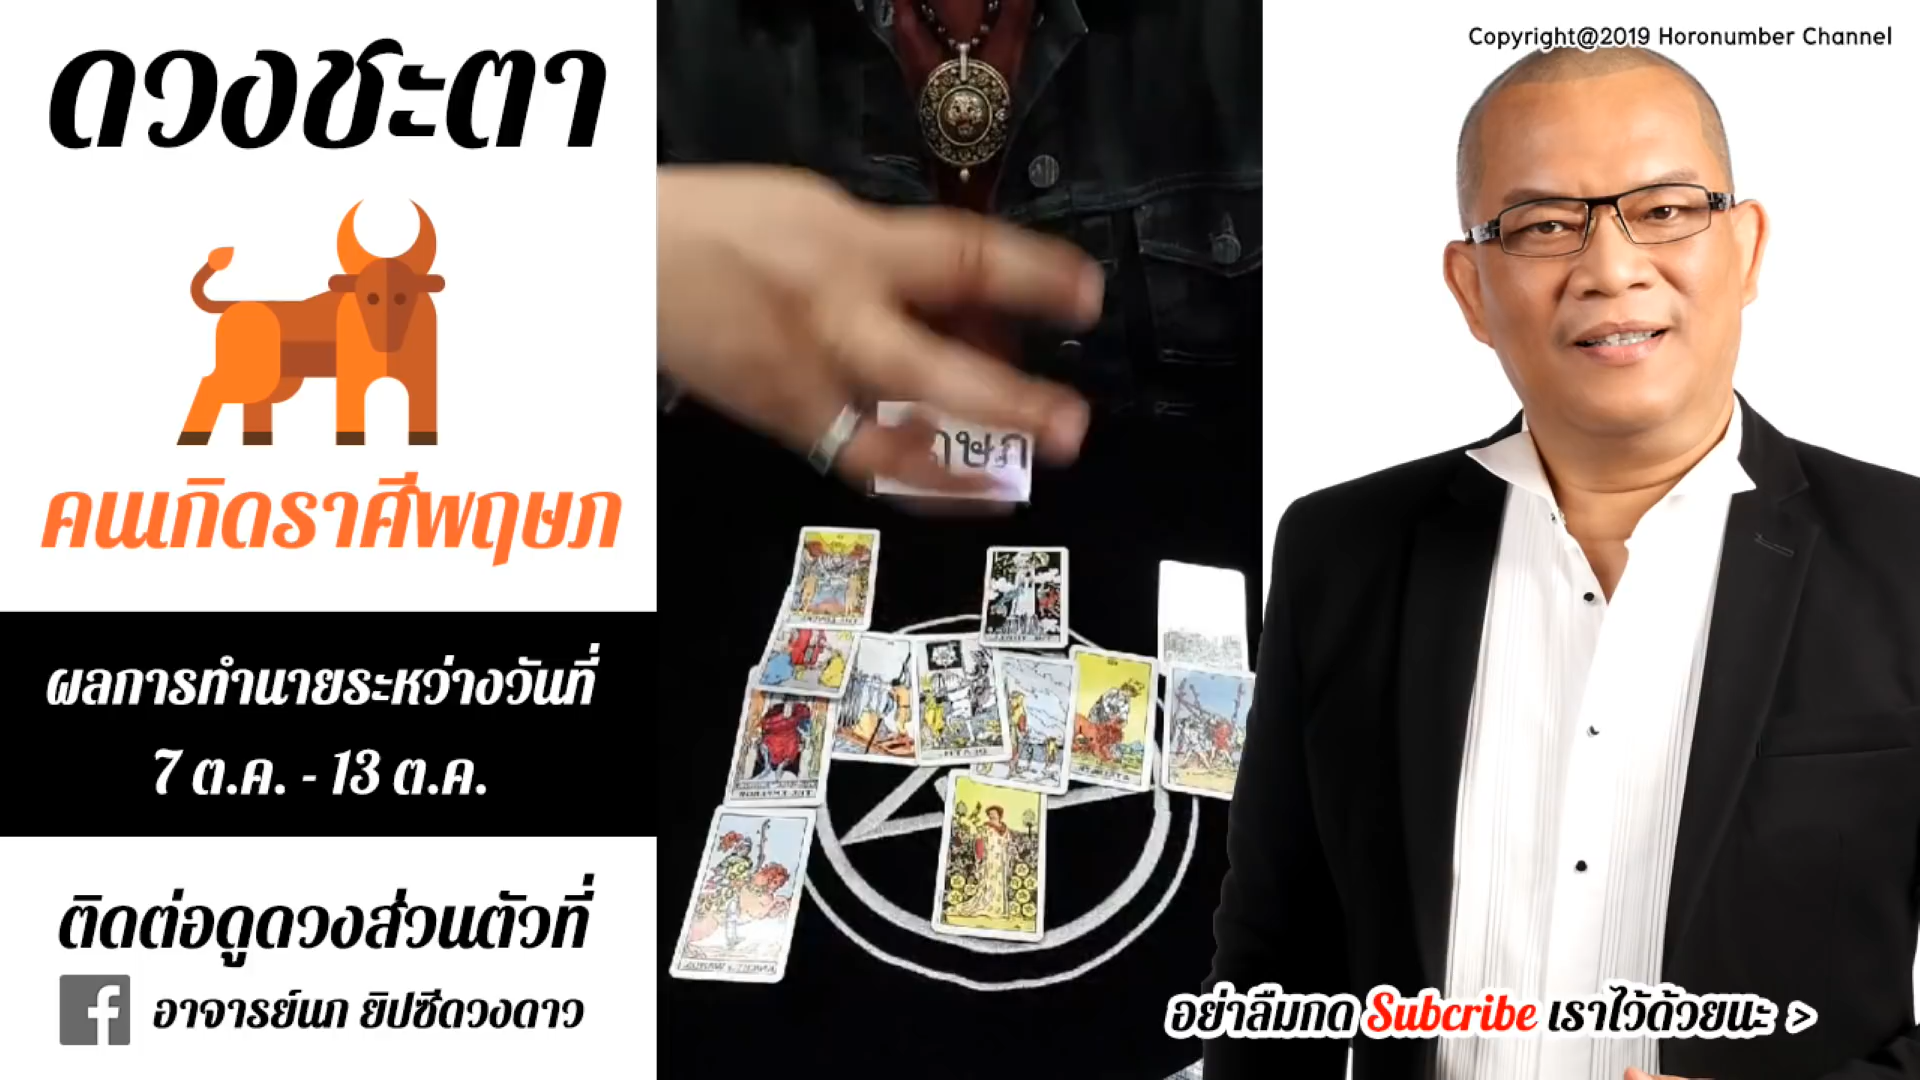 Copyright@2019 Horonumber Channel
ดวงชะตา
คนเกิดราศีพฤษภ
ผลการทำนายระหว่างวันที่
7 ต.ค. - 13 ต.ค.
ติดต่อดูดวงส่วนตัวที่
f อาจารย์นภ ยิปซีดวงดาว
ฤษภ
อย่าลืมกด Subcribe เราไว้ด้วยนะ >